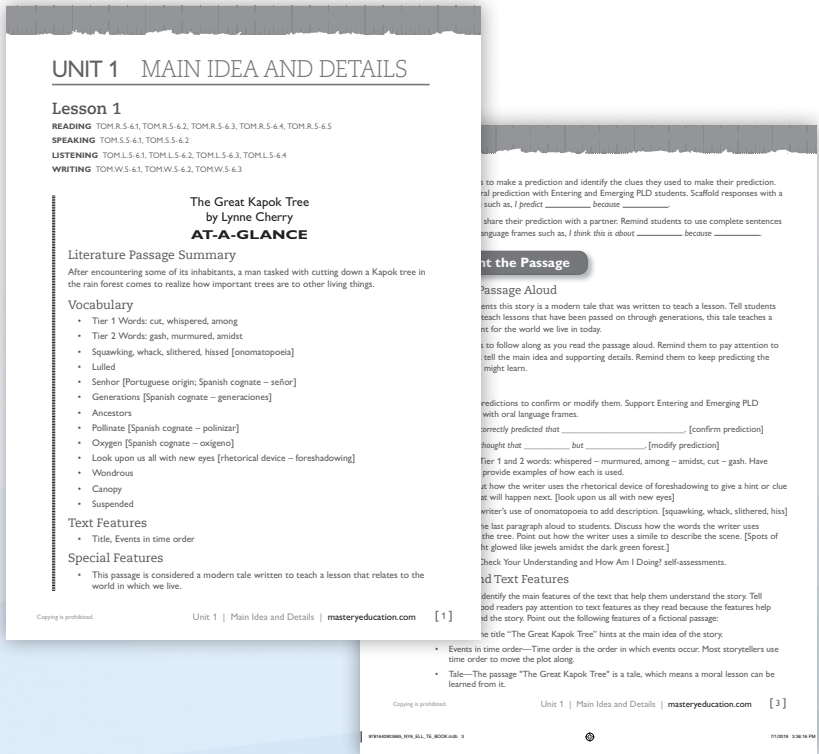 UNIT 1 MAIN IDEA AND DETAILS
Lesson 1
READING TOM.R.5-6.1, TOM.R.5-6.2, TOM.R.5-6.3, TOM.R.5-6.4, TOM.R.5-6.5
SPEAKING TOM.S.5-6.1, TOM.S.5-6.2
LISTENING TOM.L.5-6.1, TOM.L.5-6.2, TOM.L.5-6.3, TOM.L.5-6.4
WRITING TOM.W.5-6.1, TOM.W.5-6.2, TOM.W.5-6.3
The Great Kapok Tree
by Lynne Cherry
AT-A-GLANCE
Literature Passage Summary
After encountering some of its inhabitants, a man tasked with cutting down a Kapok tree in
the rain forest comes to realize how important trees are to other living things.
Vocabulary
• Tier 1 Words: cut, whispered, among
• Tier 2 Words: gash, murmured, amidst
• Squawking, whack, slithered, hissed [onomatopoeia]
• Lulled
• Senhor [Portuguese origin; Spanish cognate – señor]
• Generations [Spanish cognate – generaciones]
• Ancestors
• Pollinate [Spanish cognate – polinizar]
• Oxygen [Spanish cognate – oxígeno]
• Look upon us all with new eyes [rhetorical device – foreshadowing]
• Wondrous
• Canopy
• Suspended
Text Features
• Title, Events in time order
Special Features
• This passage is considered a modern tale written to teach a lesson that relates to the
world in which we live.
Copying is prohibited. Unit 1 | Main Idea and Details | masteryeducation.com [ 1 ]
s to make a prediction and identify the clues they used to make their prediction.
ral prediction with Entering and Emerging PLD students. Scaffold responses with a
such as, I predict __________ because __________.
share their prediction with a partner. Remind students to use complete sentences
anguage frames such as, I think this is about __________ because __________.
nt the Passage
Passage Aloud
ents this story is a modern tale that was written to teach a lesson. Tell students
teach lessons that have been passed on through generations, this tale teaches a
nt for the world we live in today.
s to follow along as you read the passage aloud. Remind them to pay attention to
tell the main idea and supporting details. Remind them to keep predicting the
might learn.
redictions to confirm or modify them. Support Entering and Emerging PLD
with oral language frames.
correctly predicted that __________. [confirm prediction]
thought that __________ but __________. [modify prediction]
Tier 1 and 2 words: whispered – murmured, among – amidst, cut – gash. Have
provide examples of how each is used.
ut how the writer uses the rhetorical device of foreshadowing to give a hint or clue
at will happen next. [look upon us all with new eyes]
writer's use of onomatopoeia to add description. [squawking, whack, slithered, hiss]
he last paragraph aloud to students. Discuss how the words the writer uses
the tree. Point out how the writer uses a simile to describe the scene. [Spots of
ht glowed like jewels amidst the dark green forest.]
Check Your Understanding and How Am I Doing? self-assessments.
nd Text Features
identify the main features of the text that help them understand the story. Tell
ood readers pay attention to text features as they read because the features help
nd the story. Point out the following features of a fictional passage:
he title “The Great Kapok Tree” hints at the main idea of the story.
• Events in time order—Time order is the order in which events occur. Most storytellers use
time order to move the plot along.
• Tale—The passage "The Great Kapok Tree" is a tale, which means a moral lesson can be
learned from it.
Copying is prohibited. Unit 1 | Main Idea and Details | masteryeducation.com [ 3 ]
7/1/2019 3:36:16 PM